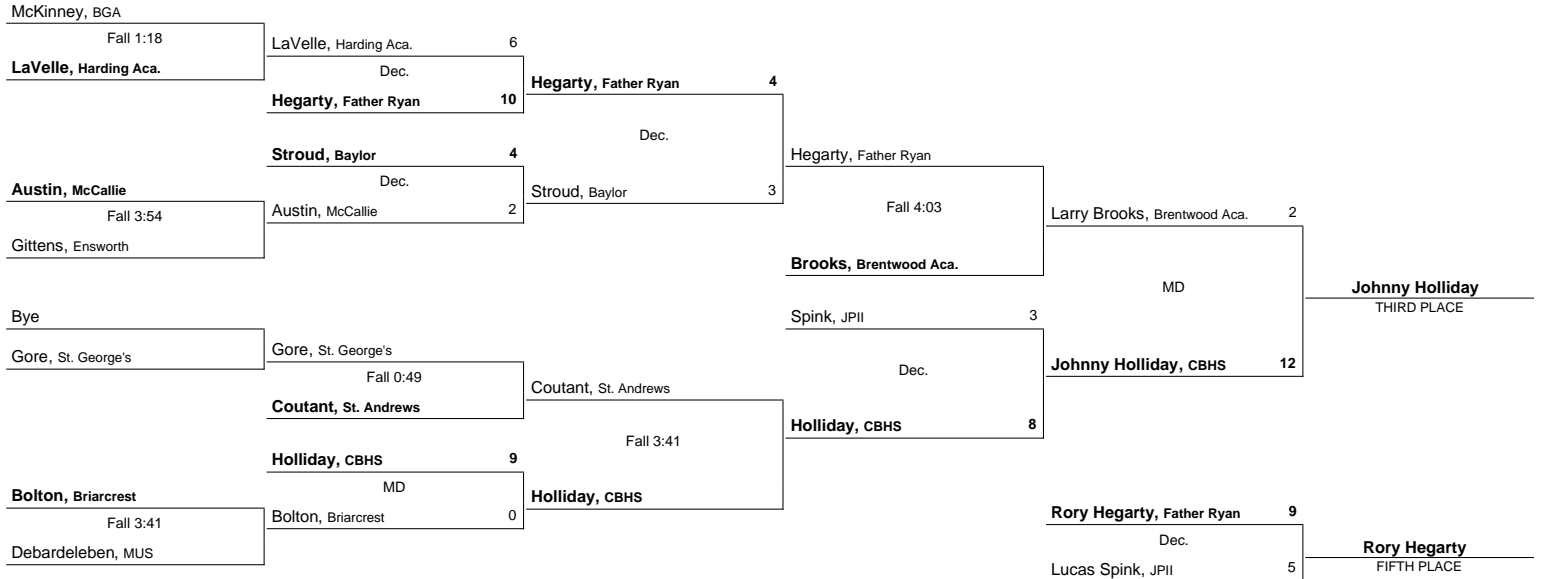 McKinney, BGA
Fall 1:18
LaVelle, Harding Aca.
LaVelle, Harding Aca. 6
Dec.
Hegarty, Father Ryan 10
Hegarty, Father Ryan 4
Dec.
Stroud, Baylor 3
Stroud, Baylor 4
Dec.
Austin, McCallie 2
Austin, McCallie
Fall 3:54
Gittens, Ensworth
Hegarty, Father Ryan
Fall 4:03
Brooks, Brentwood Aca.
Larry Brooks, Brentwood Aca. 2
MD
Johnny Holliday, CBHS 12
Johnny Holliday
THIRD PLACE
Bye
Gore, St. George's
Gore, St. George's
Fall 0:49
Coutant, St. Andrews
Coutant, St. Andrews
Fall 3:41
Holliday, CBHS
Spink, JPII 3
Dec.
Holliday, CBHS 8
Holliday, CBHS 9
MD
Bolton, Briarcrest 0
Bolton, Briarcrest
Fall 3:41
Debardeleben, MUS
Rory Hegarty, Father Ryan 9
Dec.
Lucas Spink, JPII 5
Rory Hegarty
FIFTH PLACE